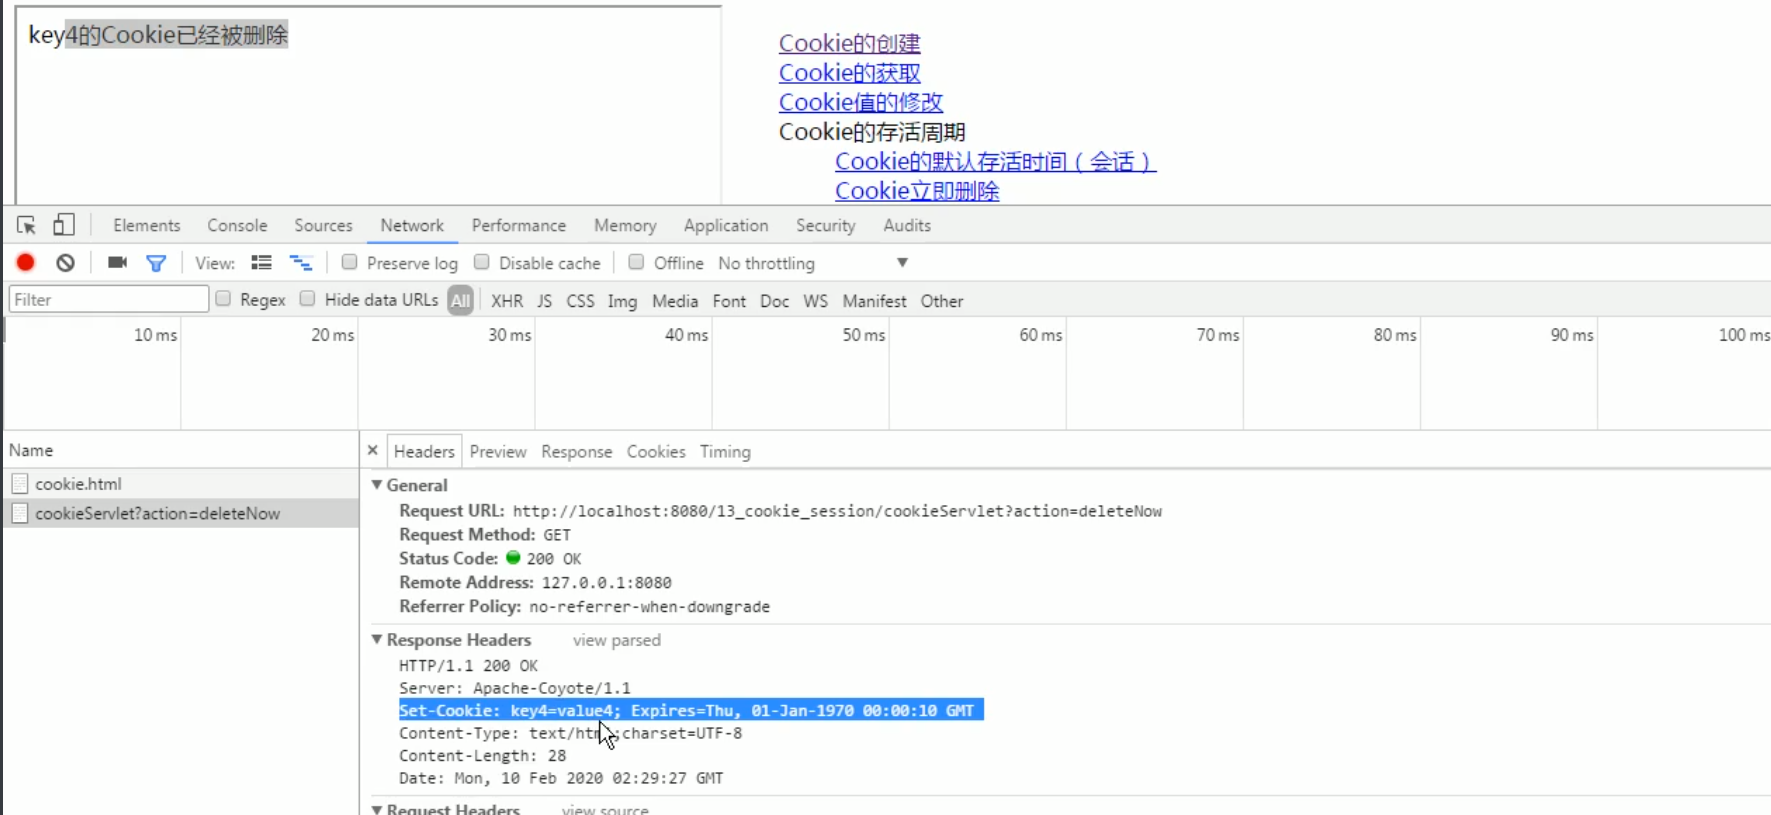 key4的Cookie已经被删除
Cookie的创建
Cookie的获取
Cookie值的修改
Cookie的存活周期
Cookie的默认存活时间（会话）
Cookie立即删除
Elements Console Sources Network Performance Memory Application Security Audits
View: Preserve log Disable cache Offline No throttling
Filter Regex Hide data URLs All XHR JS CSS Img Media Font Doc WS Manifest Other
10 ms 20 ms 30 ms 40 ms 50 ms 60 ms 70 ms 80 ms 90 ms 100 ms
Name
cookie.html
cookieServlet?action=deleteNow
× Headers Preview Response Cookies Timing
General
Request URL: http://localhost:8080/13_cookie_session/cookieServlet?action=deleteNow
Request Method: GET
Status Code: 200 OK
Remote Address: 127.0.0.1:8080
Referrer Policy: no-referrer-when-downgrade
Response Headers view parsed
HTTP/1.1 200 OK
Server: Apache-Coyote/1.1
Set-Cookie: key4=value4; Expires=Thu, 01-Jan-1970 00:00:10 GMT
Content-Type: text/html;charset=UTF-8
Content-Length: 28
Date: Mon, 10 Feb 2020 02:29:27 GMT
Request Headers view source